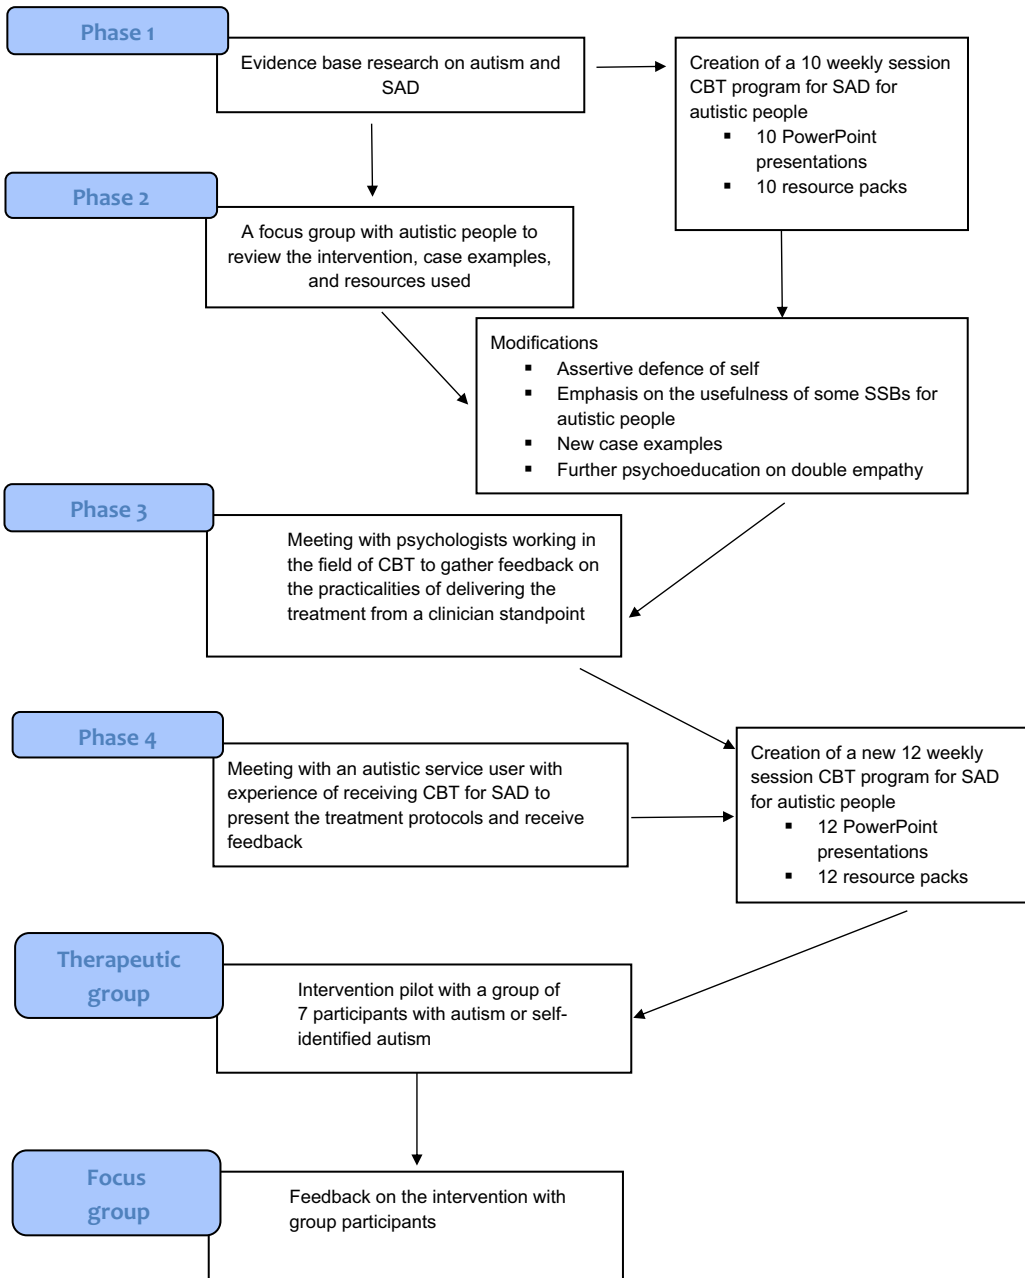 Phase 1
Evidence base research on autism and
SAD
Creation of a 10 weekly session
CBT program for SAD for
autistic people
▪ 10 PowerPoint
presentations
▪ 10 resource packs
Phase 2
A focus group with autistic people to
review the intervention, case examples,
and resources used
Modifications
▪ Assertive defence of self
▪ Emphasis on the usefulness of some SSBs for
autistic people
▪ New case examples
▪ Further psychoeducation on double empathy
Phase 3
Meeting with psychologists working in
the field of CBT to gather feedback on
the practicalities of delivering the
treatment from a clinician standpoint
Phase 4
Meeting with an autistic service user with
experience of receiving CBT for SAD to
present the treatment protocols and receive
feedback
Creation of a new 12 weekly
session CBT program for SAD
for autistic people
▪ 12 PowerPoint
presentations
▪ 12 resource packs
Therapeutic
group
Intervention pilot with a group of
7 participants with autism or self-
identified autism
Focus
group
Feedback on the intervention with
group participants